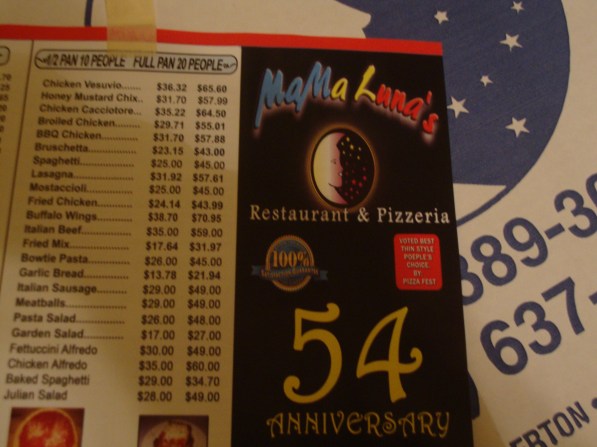 1/2 PAN 10 PEOPLE FULL PAN 20 PEOPLE
Chicken Vesuvio........ $36.32 $65.60
Honey Mustard Chix.. $31.70 $57.99
Chicken Cacciotore... $35.22 $64.50
Broiled Chicken........ $29.71 $55.01
BBQ Chicken............ $31.70 $57.88
Bruschetta............... $23.15 $43.00
Spaghetti................. $25.00 $45.00
Lasagna................... $31.92 $57.61
Mostaccioli............... $25.00 $45.00
Fried Chicken........... $24.14 $43.99
Buffalo Wings........... $38.70 $70.95
Italian Beef.............. $35.00 $59.00
Fried Mix................. $17.64 $31.97
Bowtie Pasta............ $26.00 $45.00
Garlic Bread............. $13.78 $21.94
Italian Sausage......... $29.00 $49.00
Meatballs................. $29.00 $49.00
Pasta Salad.............. $26.00 $48.00
Garden Salad............ $17.00 $27.00
Fettuccini Alfredo $30.00 $49.00
Chicken Alfredo $35.00 $60.00
Baked Spaghetti $29.00 $34.70
Julian Salad $28.00 $49.00
MaMa Luna's
Restaurant & Pizzeria
100%
VOTED BEST
THIN STYLE
POEPLE'S
CHOICE
BY
PIZZA FEST
54
ANNIVERSARY
389-3
637-
ERTON